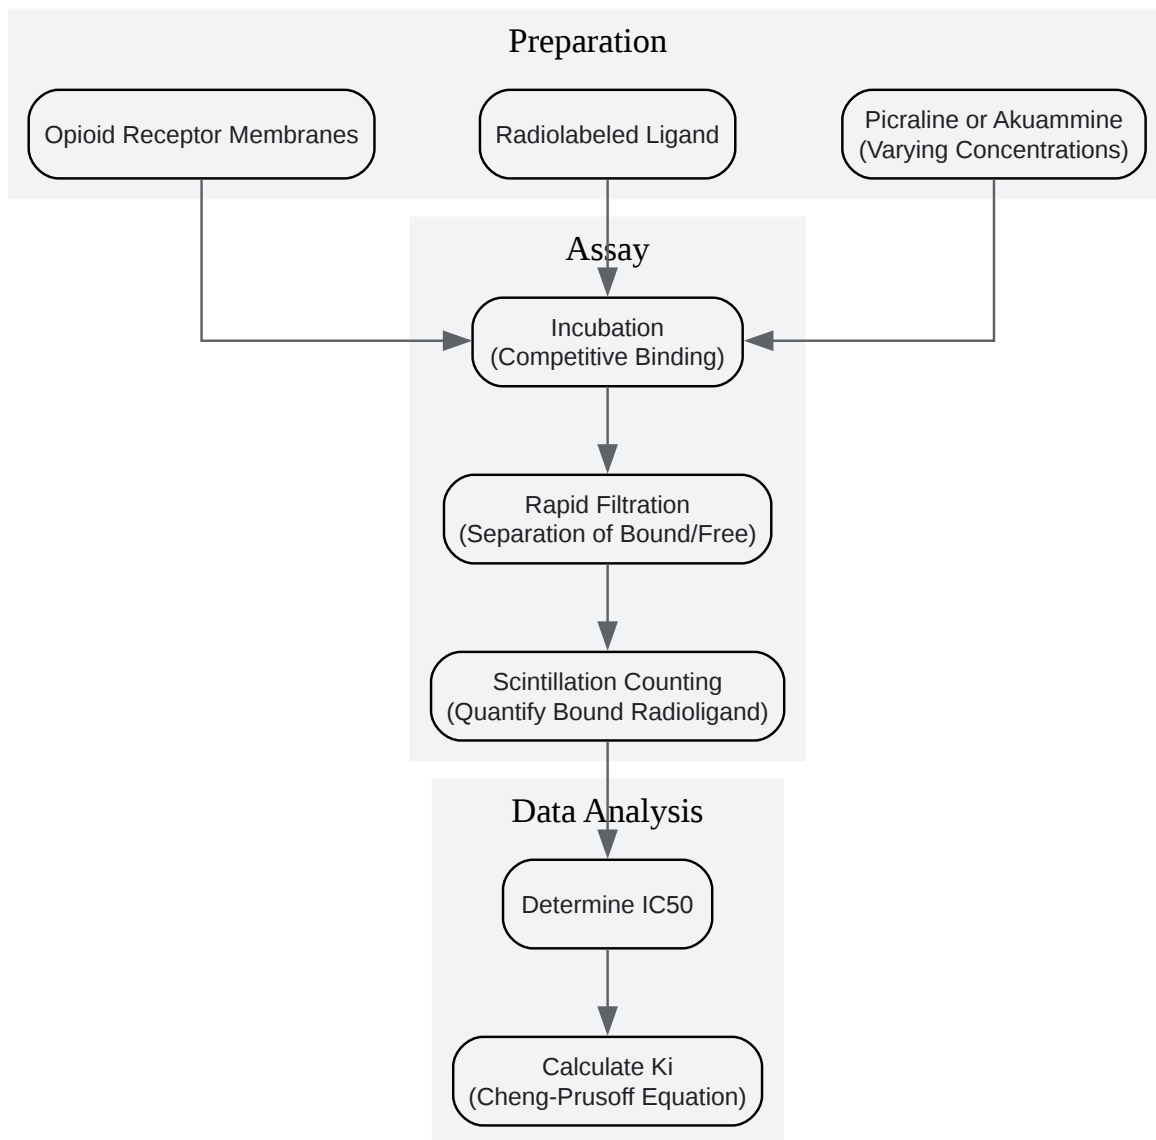 Preparation
Opioid Receptor Membranes
Radiolabeled Ligand
Picraline or Akuammine
(Varying Concentrations)
Assay
Incubation
(Competitive Binding)
Rapid Filtration
(Separation of Bound/Free)
Scintillation Counting
(Quantify Bound Radioligand)
Data Analysis
Determine IC50
Calculate Ki
(Cheng-Prusoff Equation)